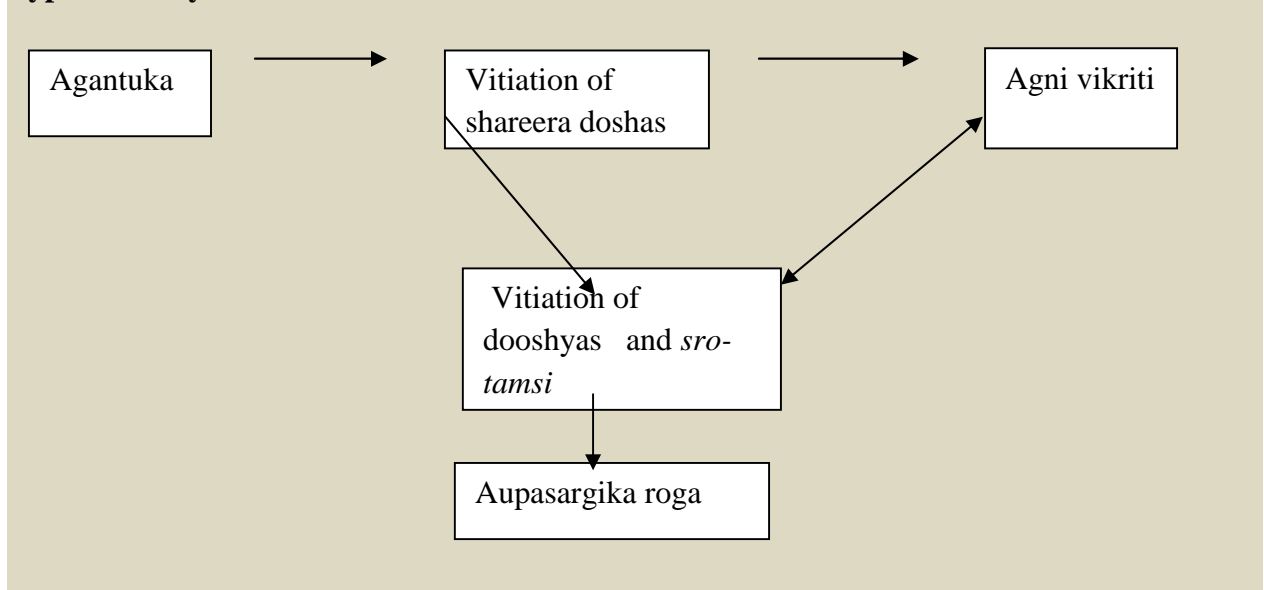 Agantuka
Vitiation of
shareera doshas
Agni vikriti
Vitiation of
dooshyas and sro-
tamsi
Aupasargika roga